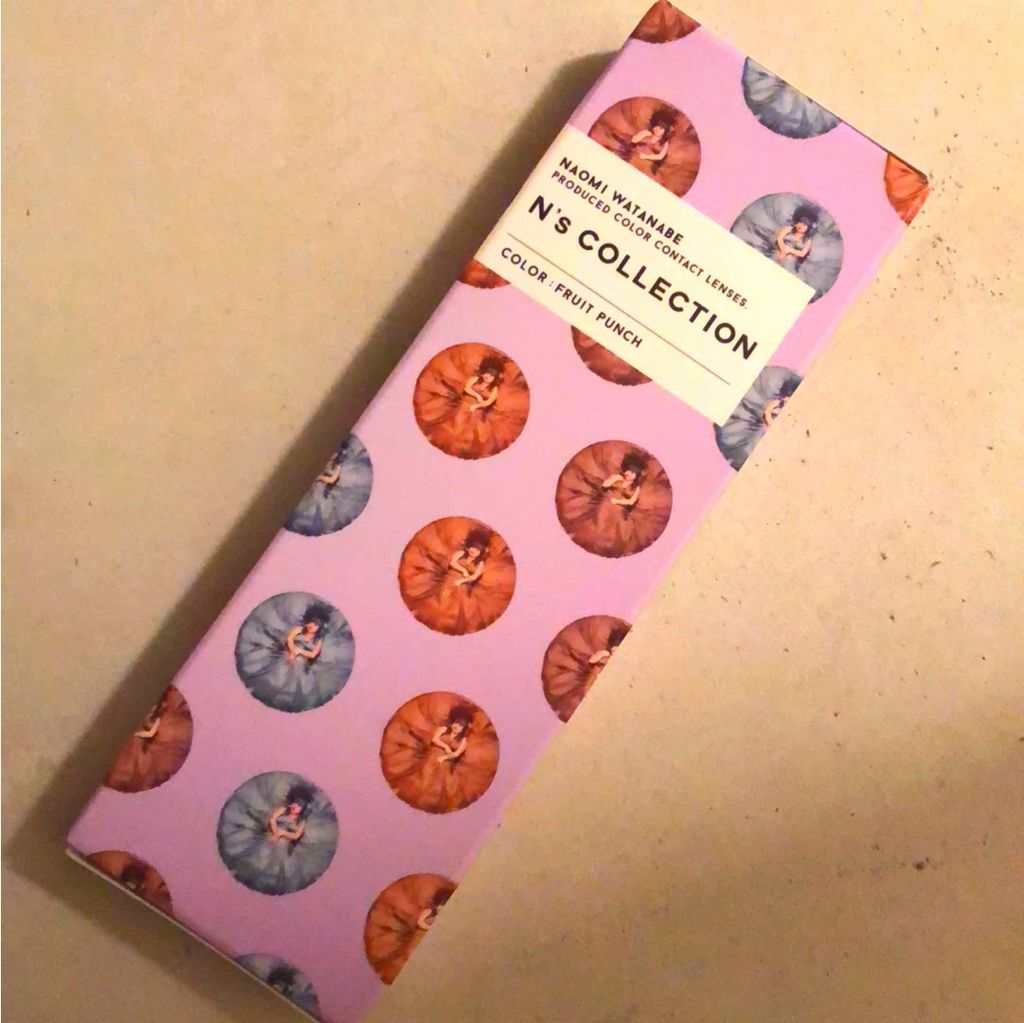 NAOMI WATANABE
PRODUCED COLOR CONTACT LENSES.
N's COLLECTION
COLOR : FRUIT PUNCH